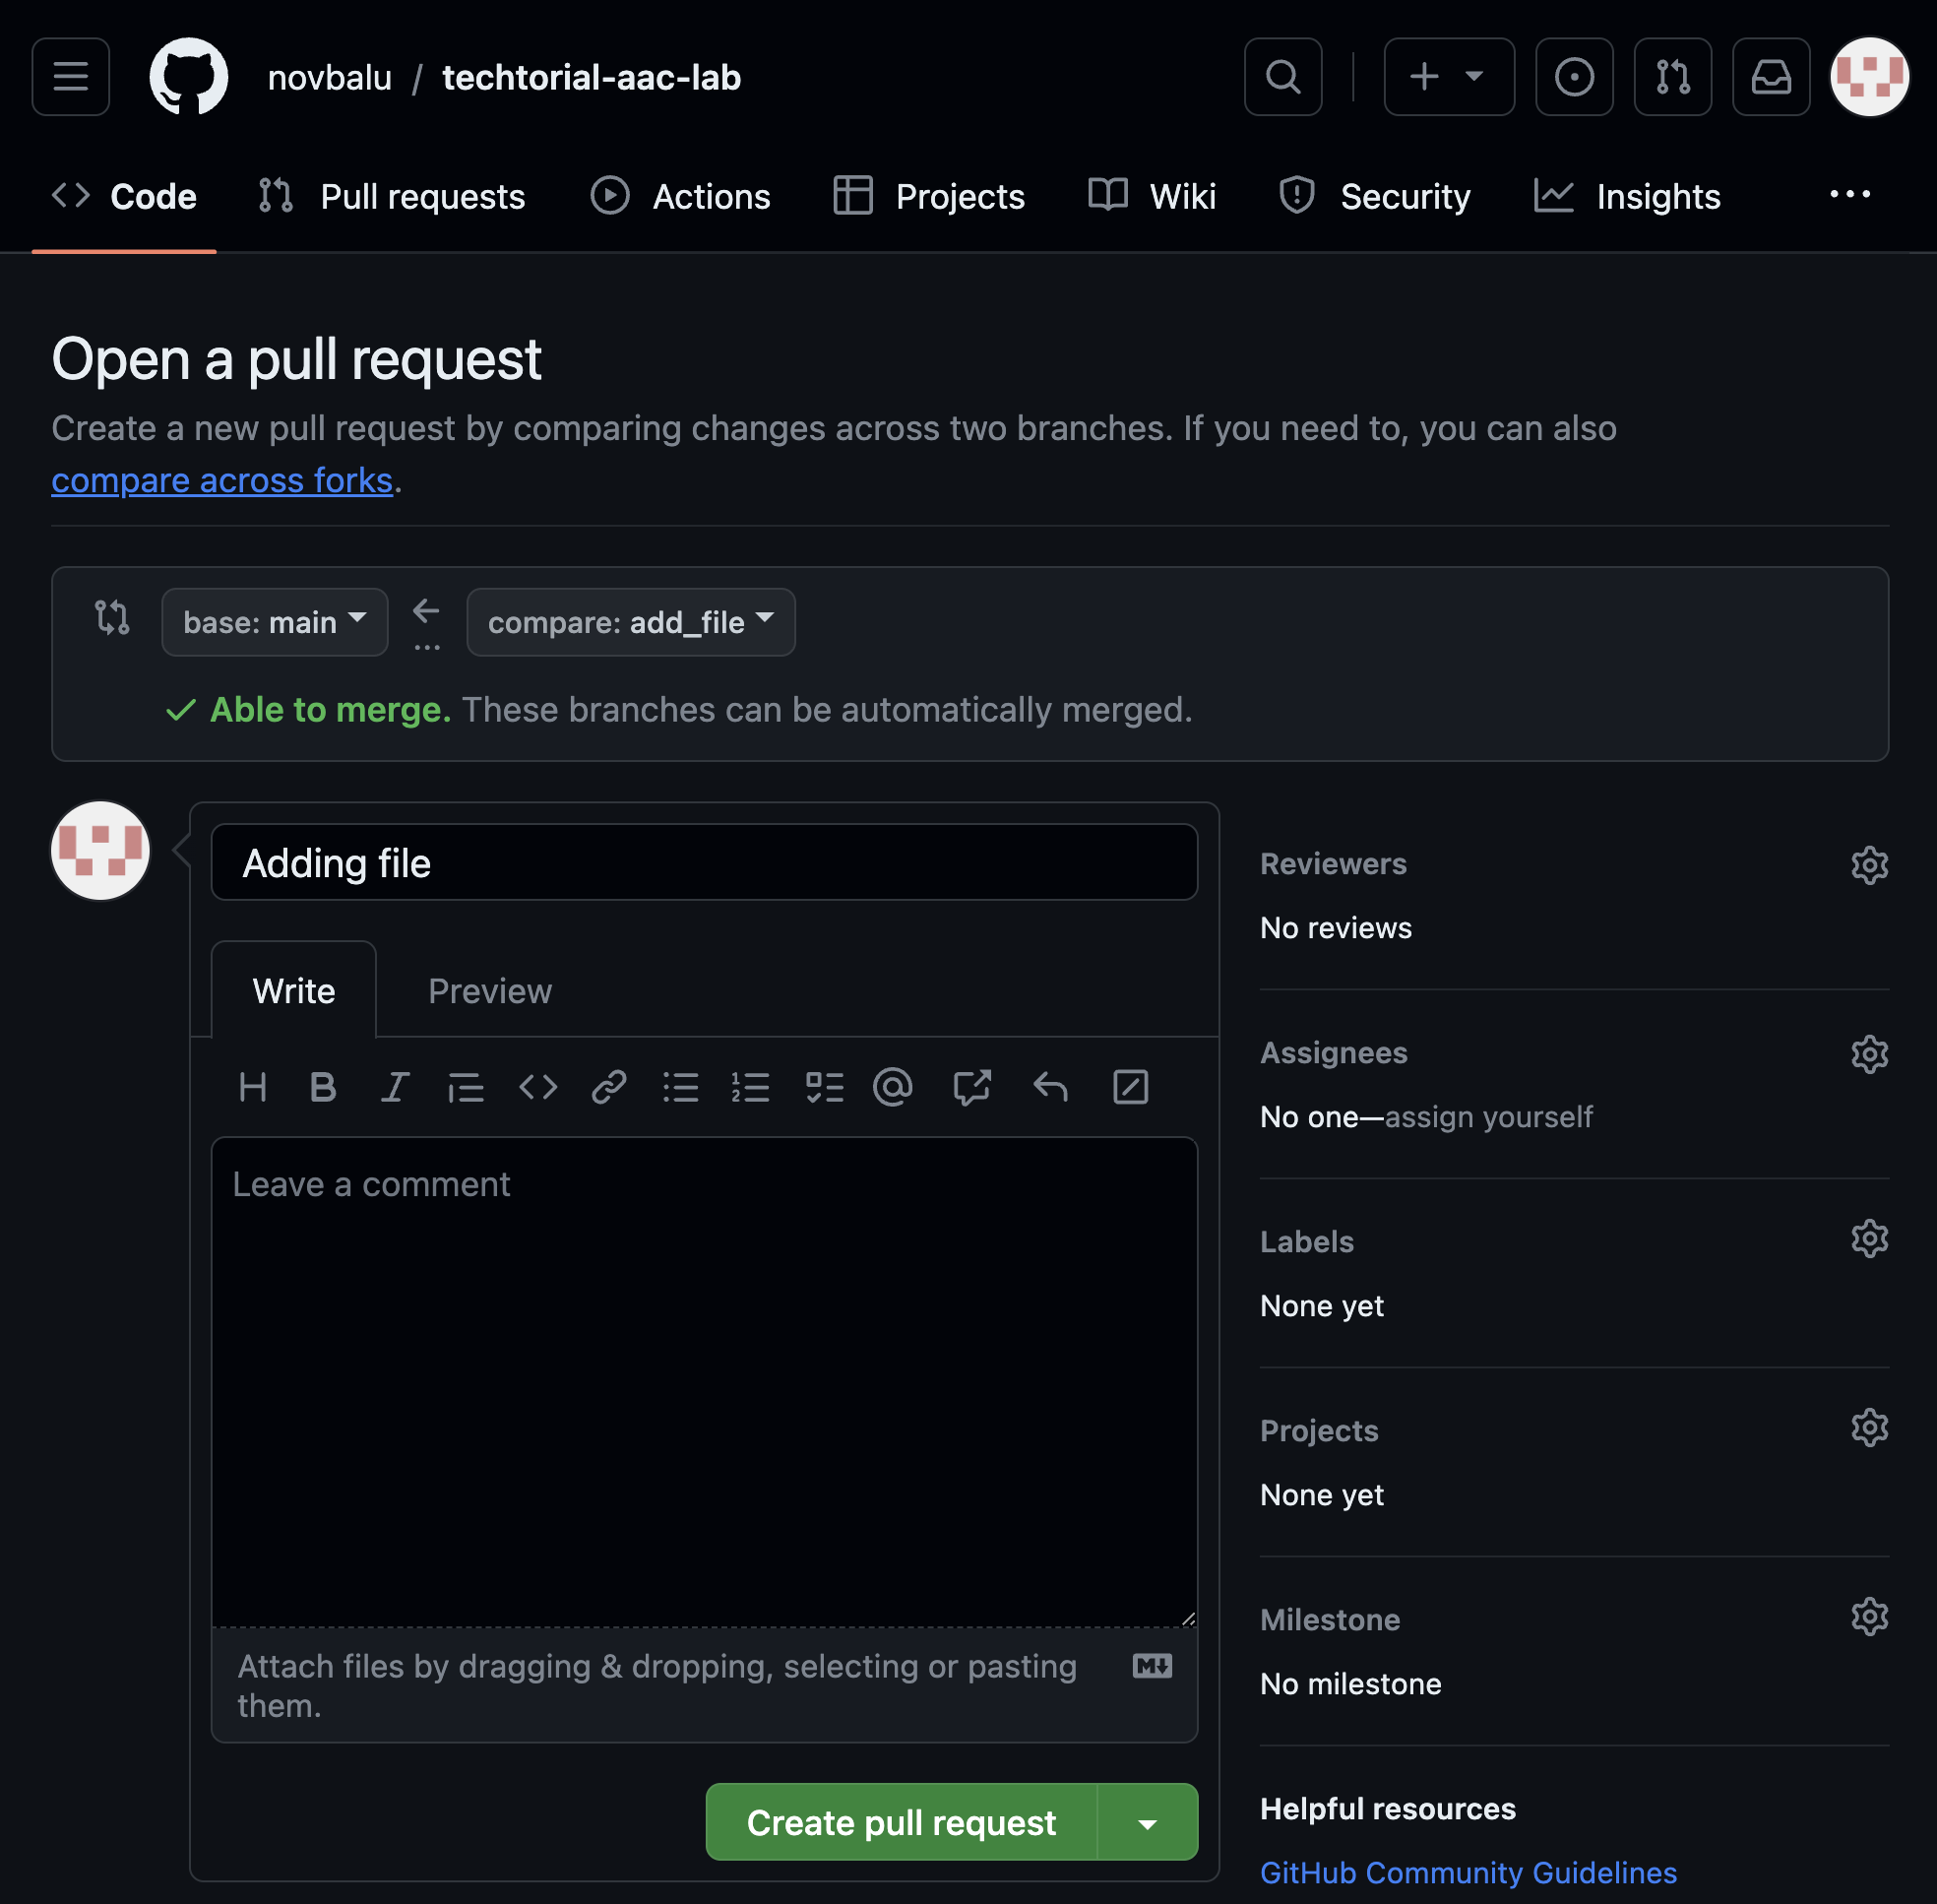 novbalu / techtorial-aac-lab
Code Pull requests Actions Projects Wiki Security Insights
Open a pull request
Create a new pull request by comparing changes across two branches. If you need to, you can also
compare across forks.
base: main compare: add_file
Able to merge. These branches can be automatically merged.
Adding file
Write Preview
Leave a comment
Attach files by dragging & dropping, selecting or pasting
them.
Create pull request
Reviewers
No reviews
Assignees
No one—assign yourself
Labels
None yet
Projects
None yet
Milestone
No milestone
Helpful resources
GitHub Community Guidelines